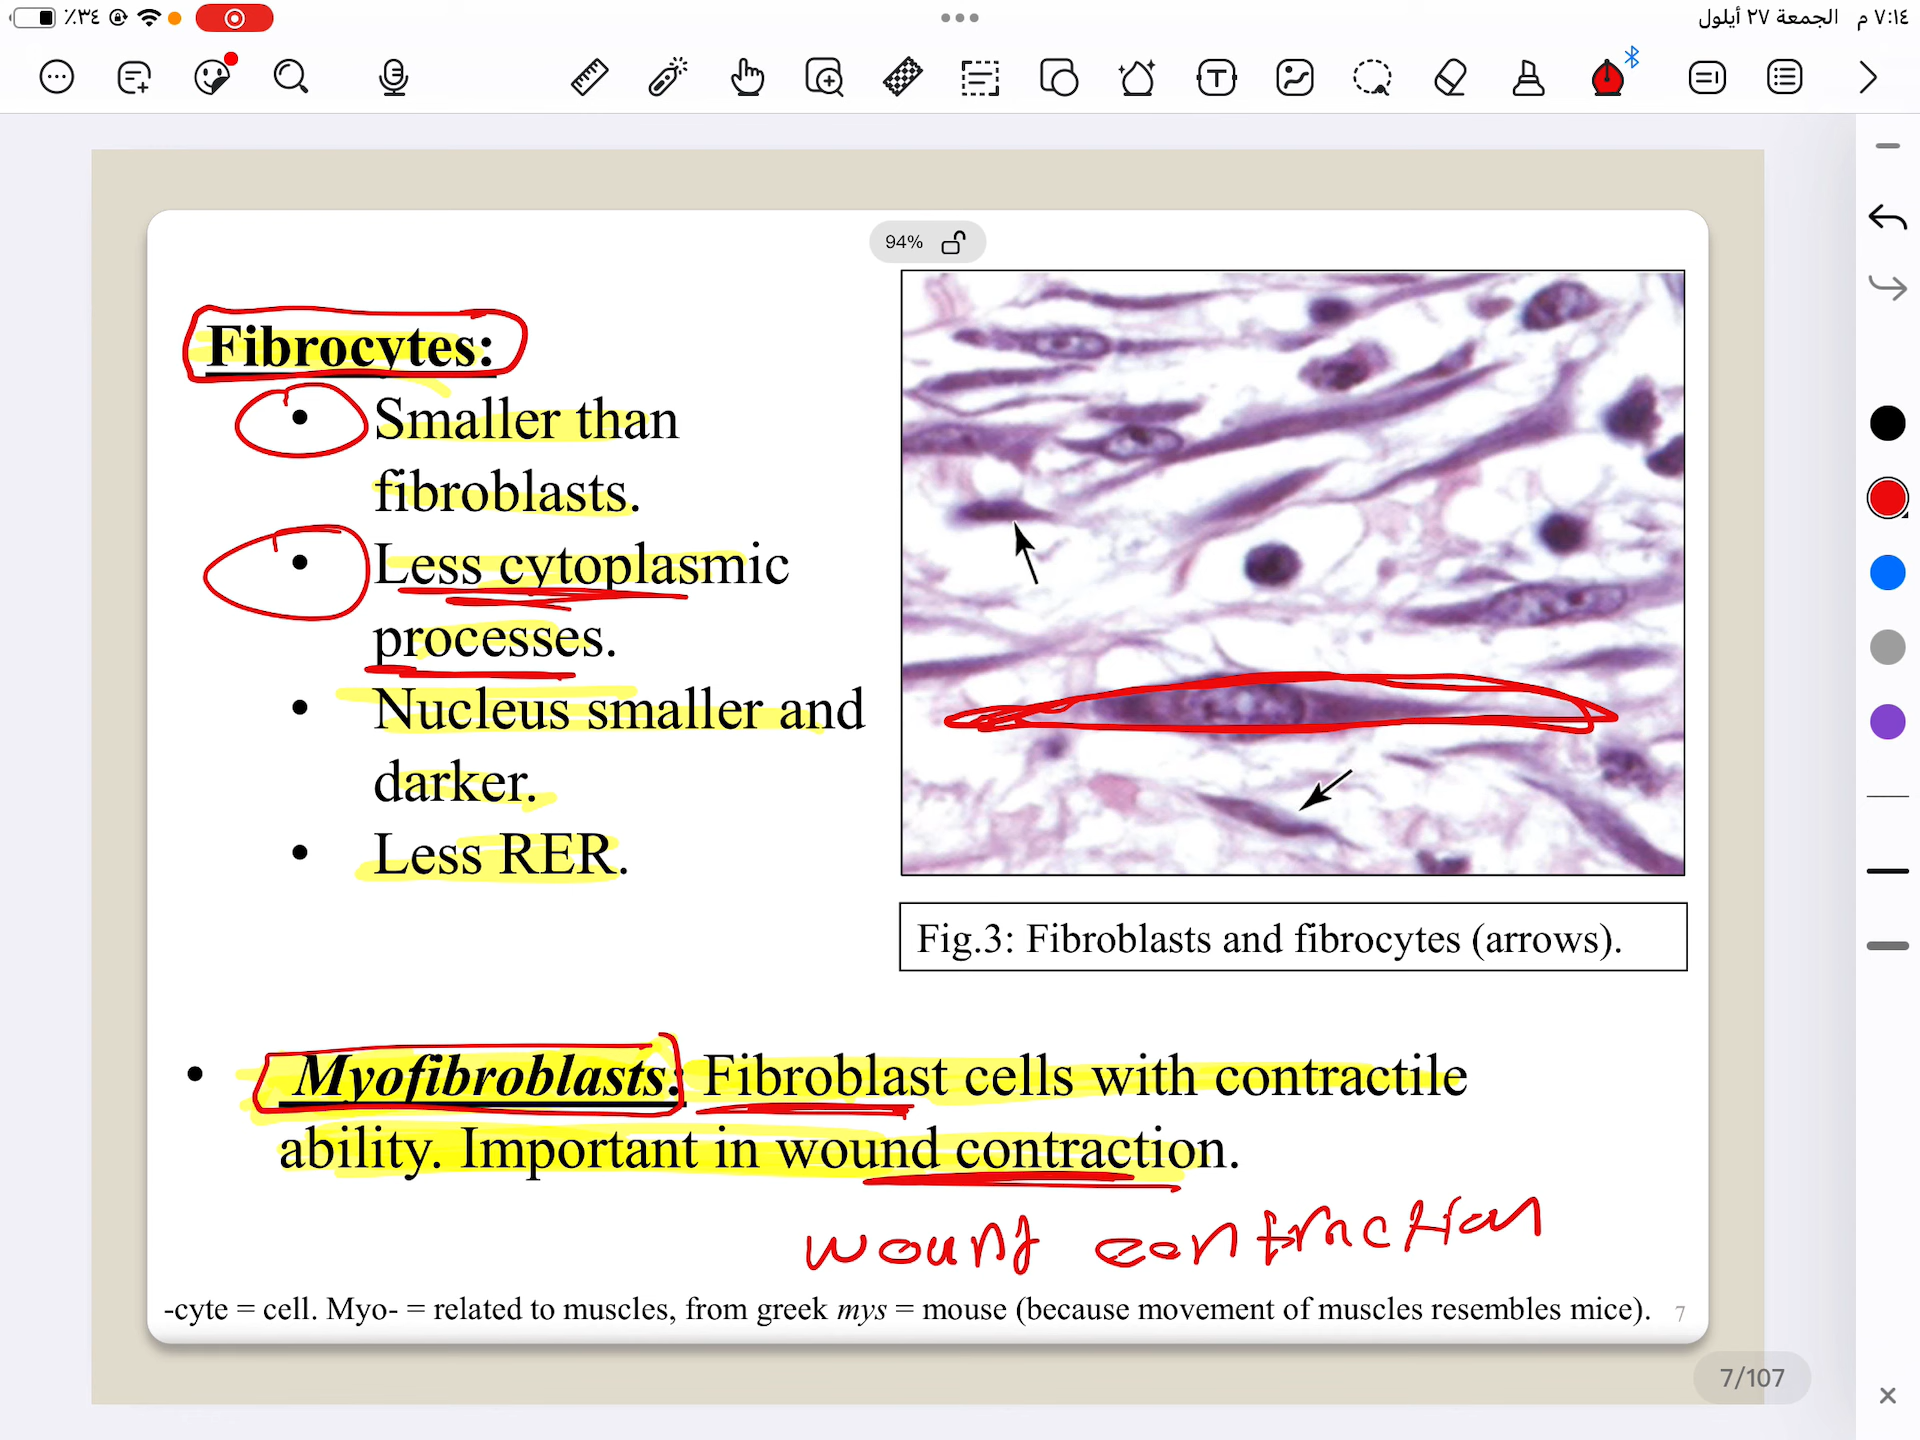 ٪٣٤
٧:١٤ م الجمعة ٢٧ أيلول
94%
Fibrocytes:
• Smaller than
fibroblasts.
• Less cytoplasmic
processes.
• Nucleus smaller and
darker.
• Less RER.
Fig.3: Fibroblasts and fibrocytes (arrows).
• Myofibroblasts: Fibroblast cells with contractile
ability. Important in wound contraction.
wound contraction
-cyte = cell. Myo- = related to muscles, from greek mys = mouse (because movement of muscles resembles mice).
7
7/107